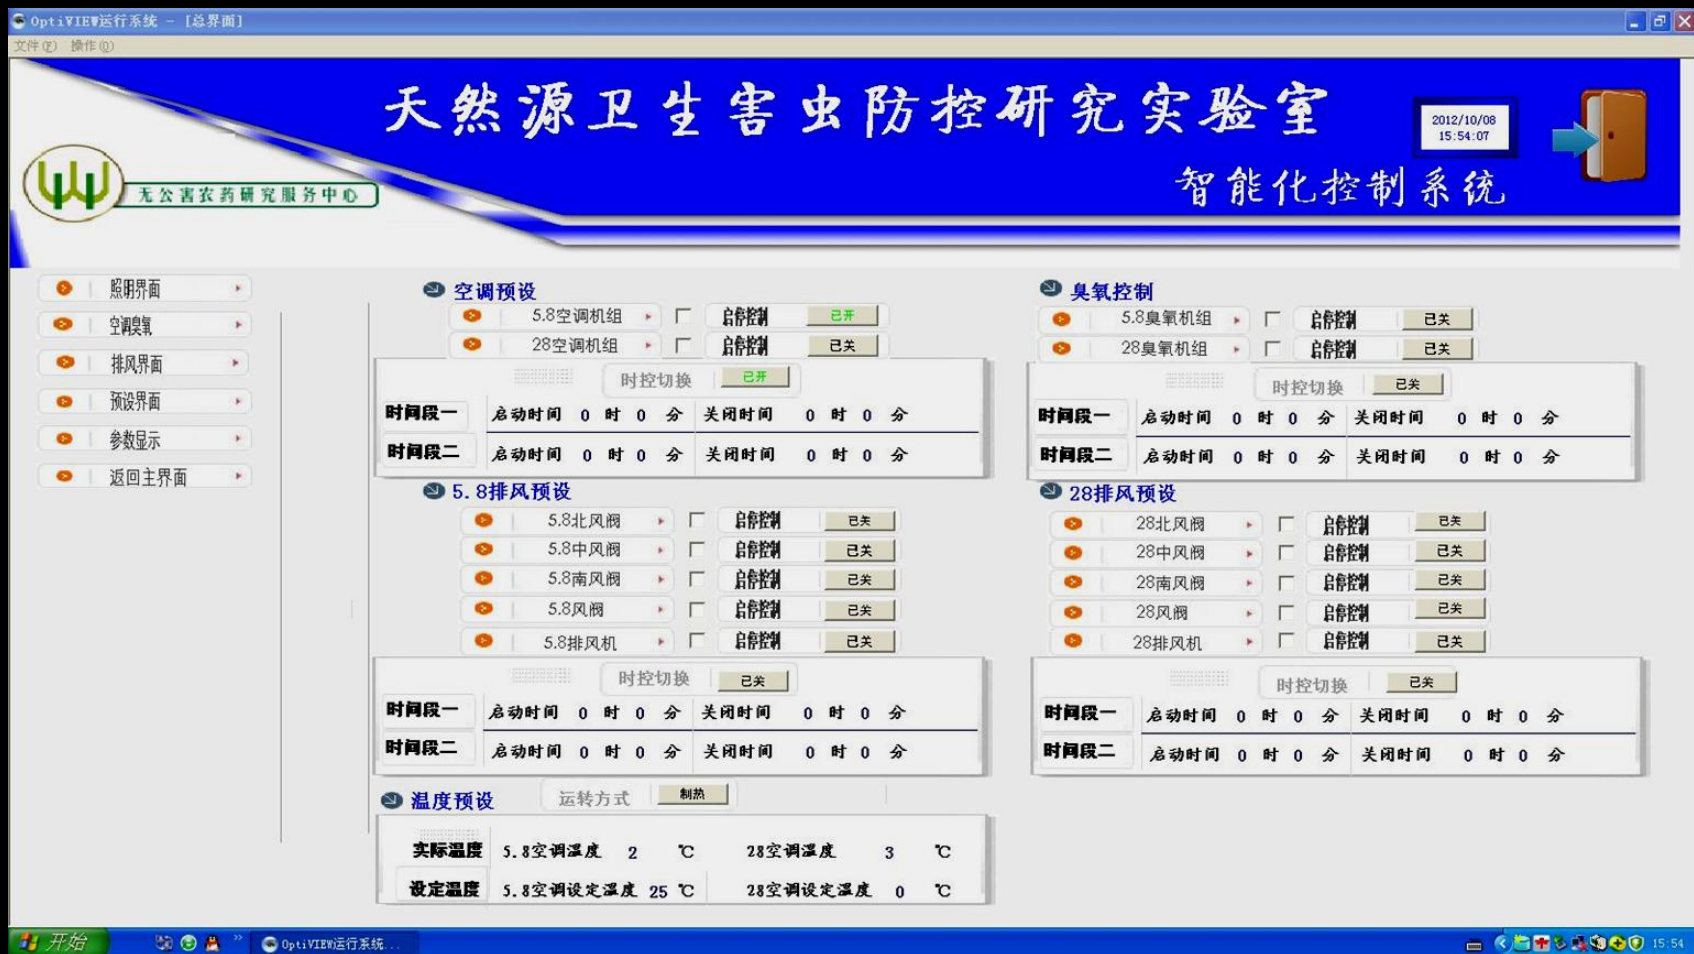 OptiVIEW运行系统 - [总界面]
文件(F) 操作(O)
天然源卫生害虫防控研究实验室
2012/10/08
15:54:07
智能化控制系统
无公害农药研究服务中心
照明界面
空调臭氧
排风界面
预设界面
参数显示
返回主界面
空调预设
5.8空调机组 启停控制 已开
28空调机组 启停控制 已关
时控切换 已开
时间段一 启动时间 0 时 0 分 关闭时间 0 时 0 分
时间段二 启动时间 0 时 0 分 关闭时间 0 时 0 分
臭氧控制
5.8臭氧机组 启停控制 已关
28臭氧机组 启停控制 已关
时控切换 已关
时间段一 启动时间 0 时 0 分 关闭时间 0 时 0 分
时间段二 启动时间 0 时 0 分 关闭时间 0 时 0 分
5.8排风预设
5.8北风阀 启停控制 已关
5.8中风阀 启停控制 已关
5.8南风阀 启停控制 已关
5.8风阀 启停控制 已关
5.8排风机 启停控制 已关
时控切换 已关
时间段一 启动时间 0 时 0 分 关闭时间 0 时 0 分
时间段二 启动时间 0 时 0 分 关闭时间 0 时 0 分
28排风预设
28北风阀 启停控制 已关
28中风阀 启停控制 已关
28南风阀 启停控制 已关
28风阀 启停控制 已关
28排风机 启停控制 已关
时控切换 已关
时间段一 启动时间 0 时 0 分 关闭时间 0 时 0 分
时间段二 启动时间 0 时 0 分 关闭时间 0 时 0 分
温度预设 运转方式 制热
实际温度 5.8空调温度 2 ℃ 28空调温度 3 ℃
设定温度 5.8空调设定温度 25 ℃ 28空调设定温度 0 ℃
开始 OptiVIEW运行系统... 15:54